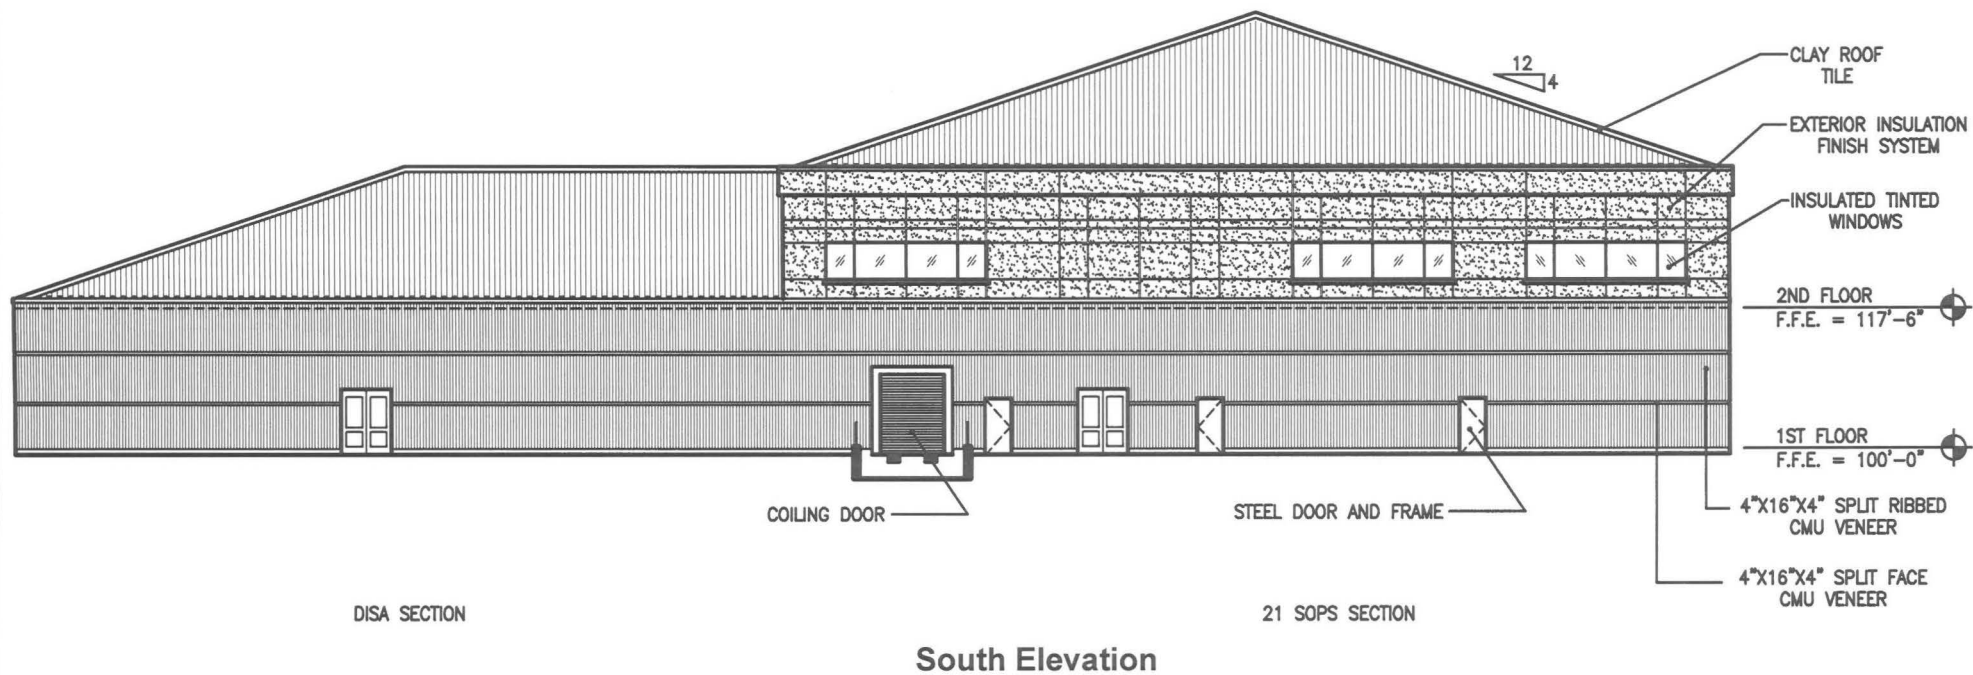 12
4
CLAY ROOF
TILE
EXTERIOR INSULATION
FINISH SYSTEM
INSULATED TINTED
WINDOWS
2ND FLOOR
F.F.E. = 117'-6"
1ST FLOOR
F.F.E. = 100'-0"
COILING DOOR
STEEL DOOR AND FRAME
4"X16"X4" SPLIT RIBBED
CMU VENEER
4"X16"X4" SPLIT FACE
CMU VENEER
DISA SECTION
21 SOPS SECTION
South Elevation